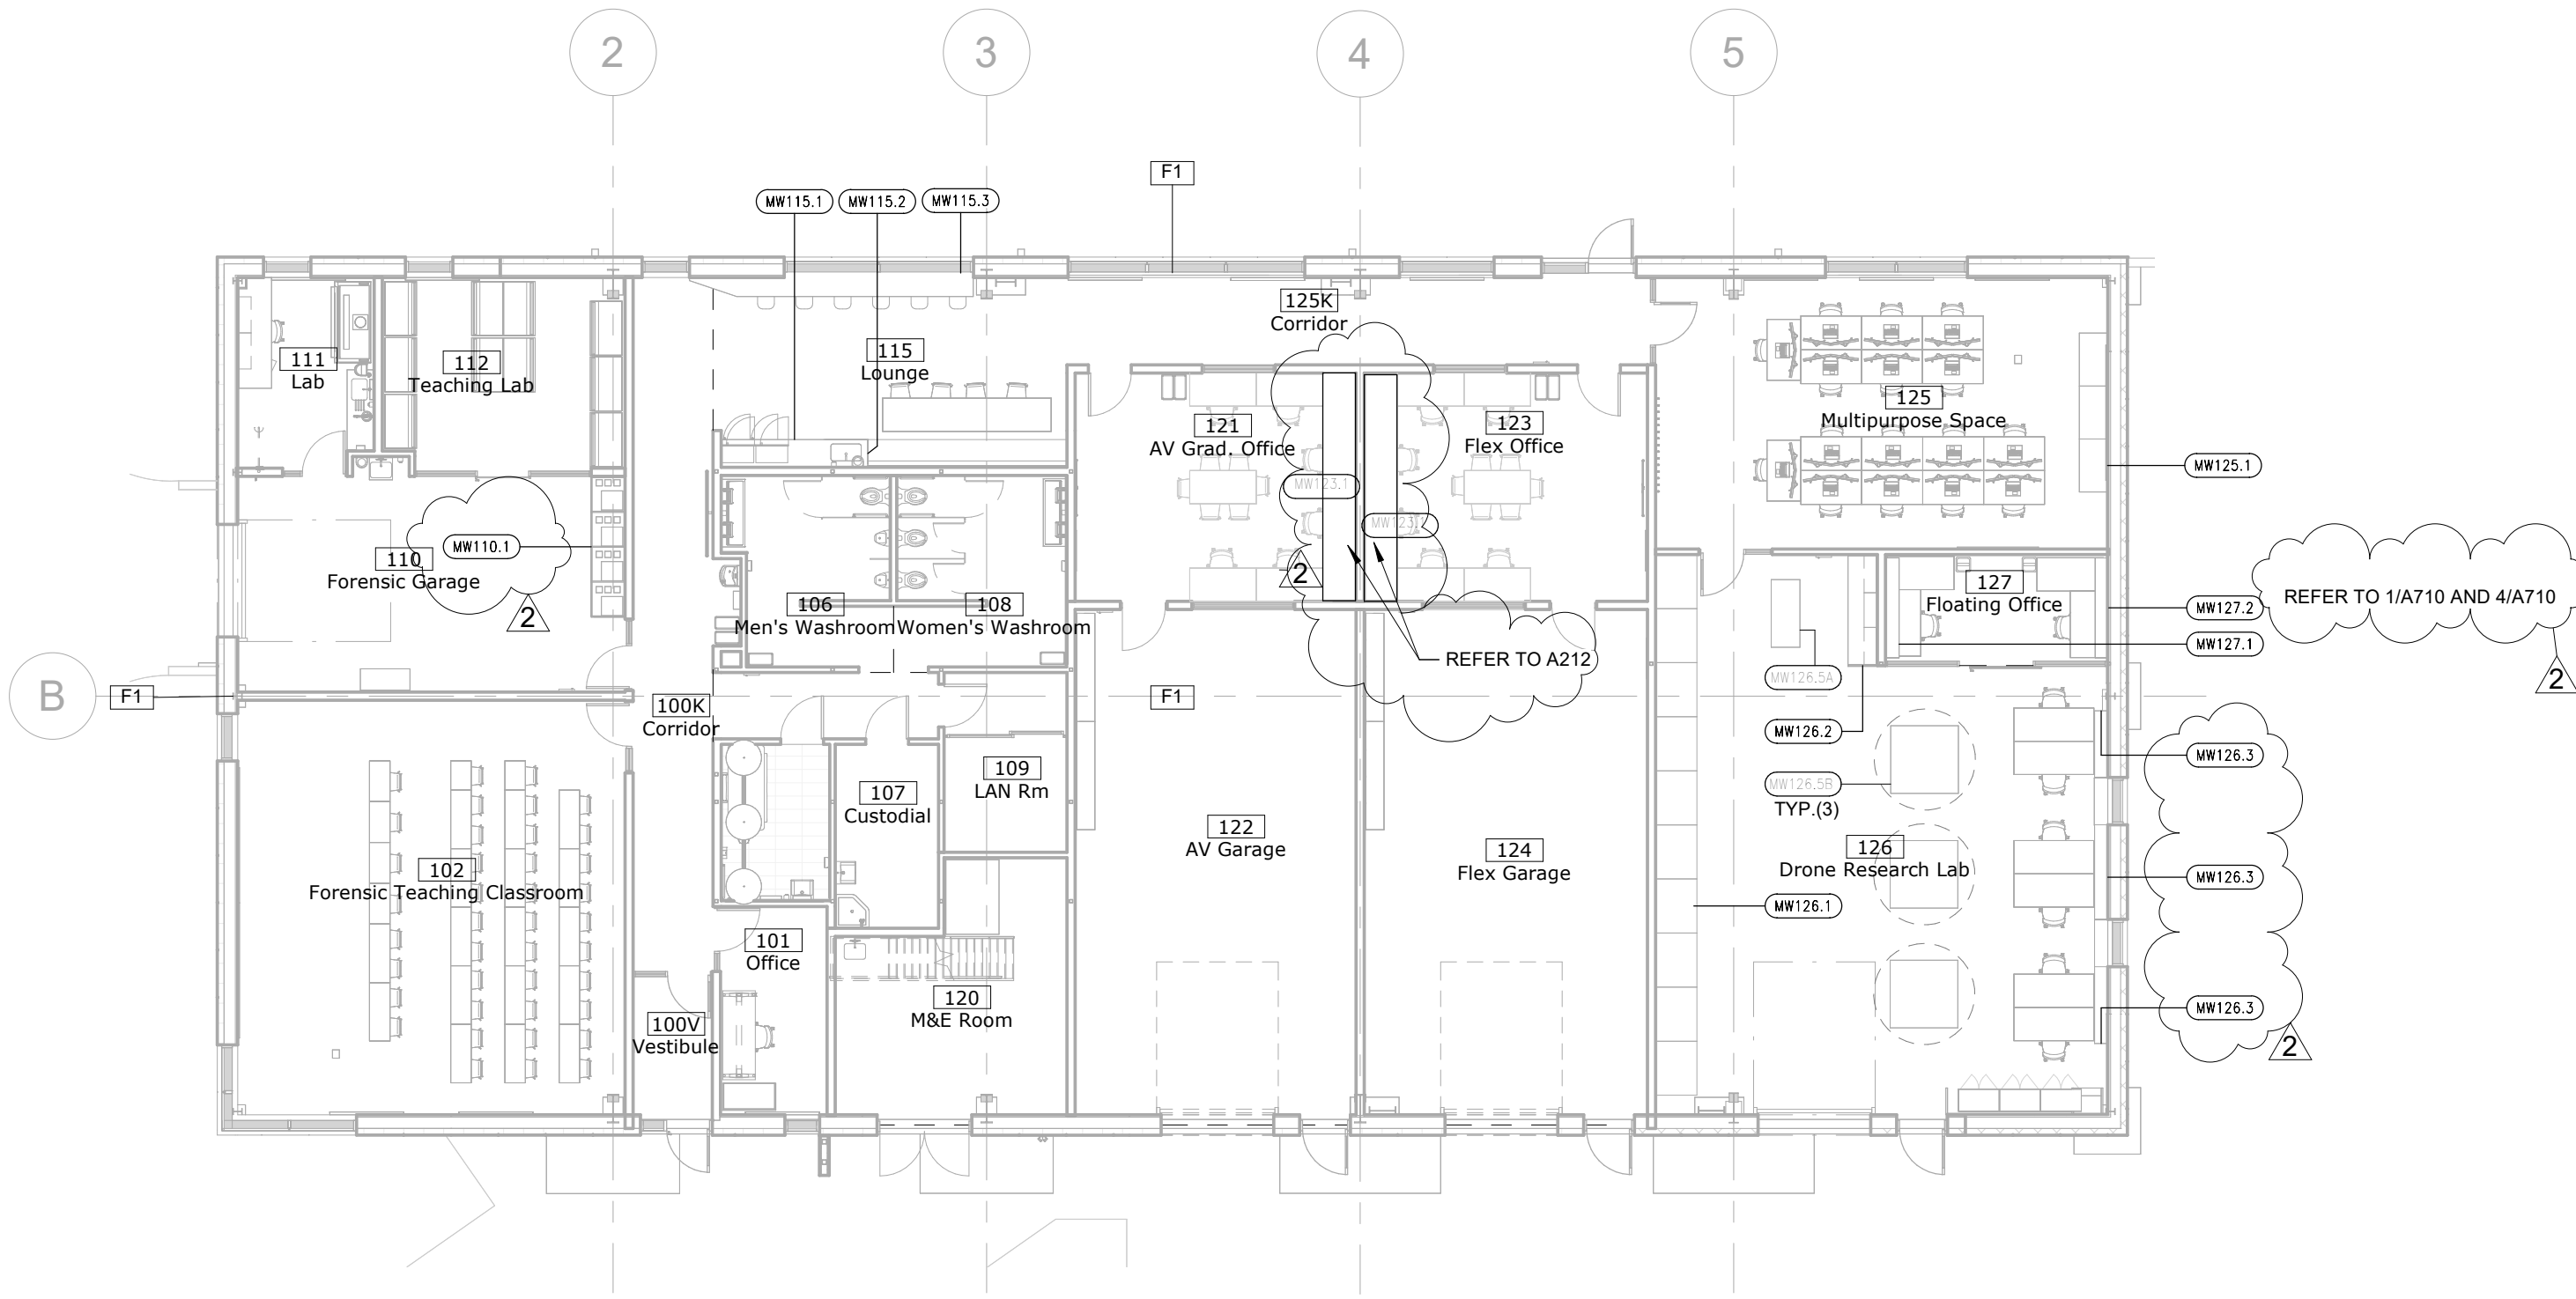 2
3
4
5
F1
MW115.1
MW115.2
MW115.3
125K
Corridor
111
Lab
112
Teaching Lab
115
Lounge
121
AV Grad. Office
123
Flex Office
125
Multipurpose Space
MW125.1
MW123.1
MW123.1
110
Forensic Garage
MW110.1
2
2
106
Men's Washroom
108
Women's Washroom
127
Floating Office
MW127.2
MW127.1
REFER TO 1/A710 AND 4/A710
2
REFER TO A212
B
F1
F1
100K
Corridor
MW126.5A
MW126.2
MW126.5B
TYP.(3)
MW126.3
109
LAN Rm
107
Custodial
122
AV Garage
124
Flex Garage
126
Drone Research Lab
MW126.3
MW126.1
102
Forensic Teaching Classroom
101
Office
120
M&E Room
100V
Vestibule
MW126.3
2